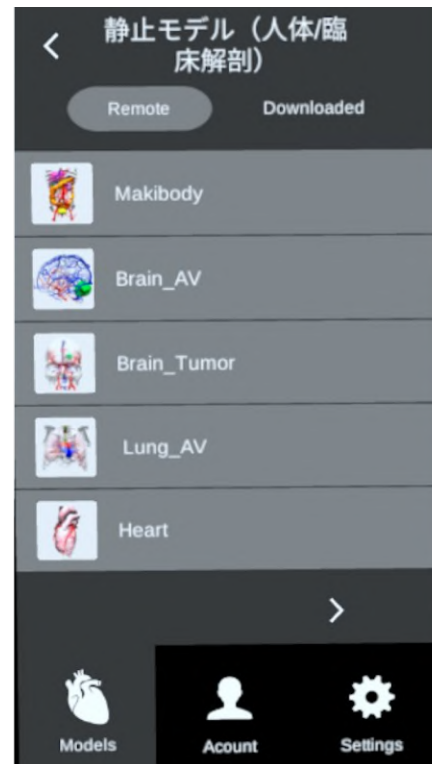 静止モデル（人体/臨
床解剖）
Remote
Downloaded
Makibody
Brain_AV
Brain_Tumor
Lung_AV
Heart
Models
Acount
Settings